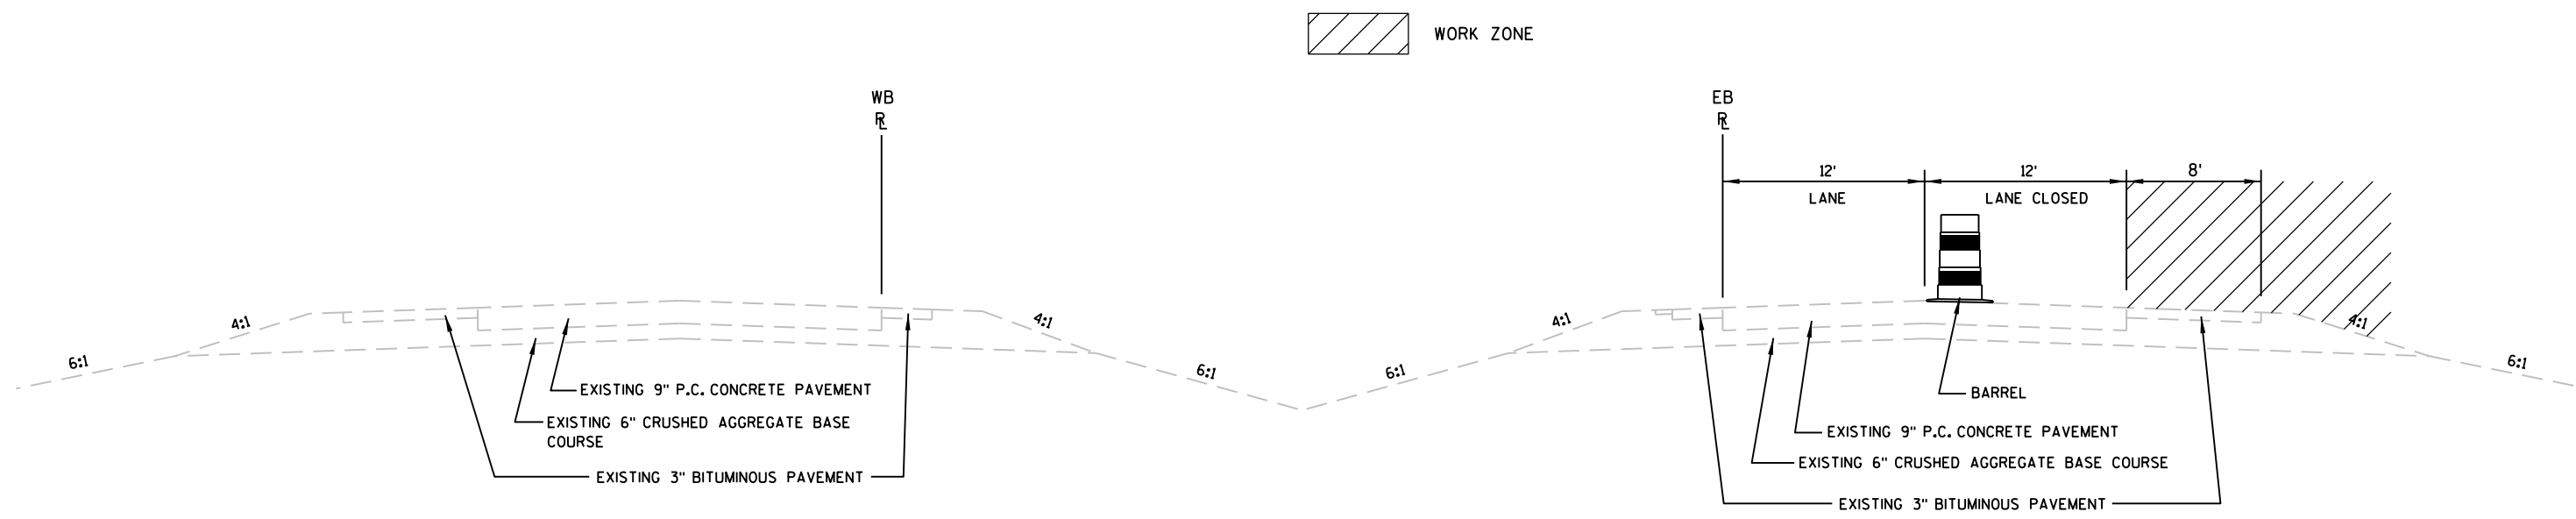 WORK ZONE
WB
RL
EB
RL
12'
12'
8'
LANE
LANE CLOSED
4:1
4:1
4:1
4:1
6:1
6:1
6:1
6:1
EXISTING 9" P.C. CONCRETE PAVEMENT
EXISTING 6" CRUSHED AGGREGATE BASE
COURSE
EXISTING 3" BITUMINOUS PAVEMENT
BARREL
EXISTING 9" P.C. CONCRETE PAVEMENT
EXISTING 6" CRUSHED AGGREGATE BASE COURSE
EXISTING 3" BITUMINOUS PAVEMENT